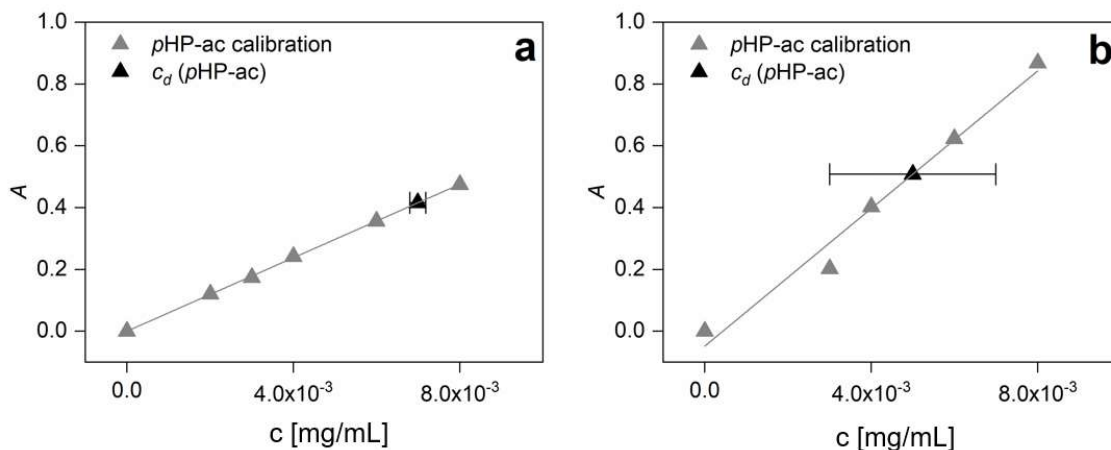 a
pHP-ac calibration
c_d (pHP-ac)
A
1.0
0.8
0.6
0.4
0.2
0.0
0.0
4.0x10⁻³
8.0x10⁻³
c [mg/mL]
b
pHP-ac calibration
c_d (pHP-ac)
A
1.0
0.8
0.6
0.4
0.2
0.0
0.0
4.0x10⁻³
8.0x10⁻³
c [mg/mL]